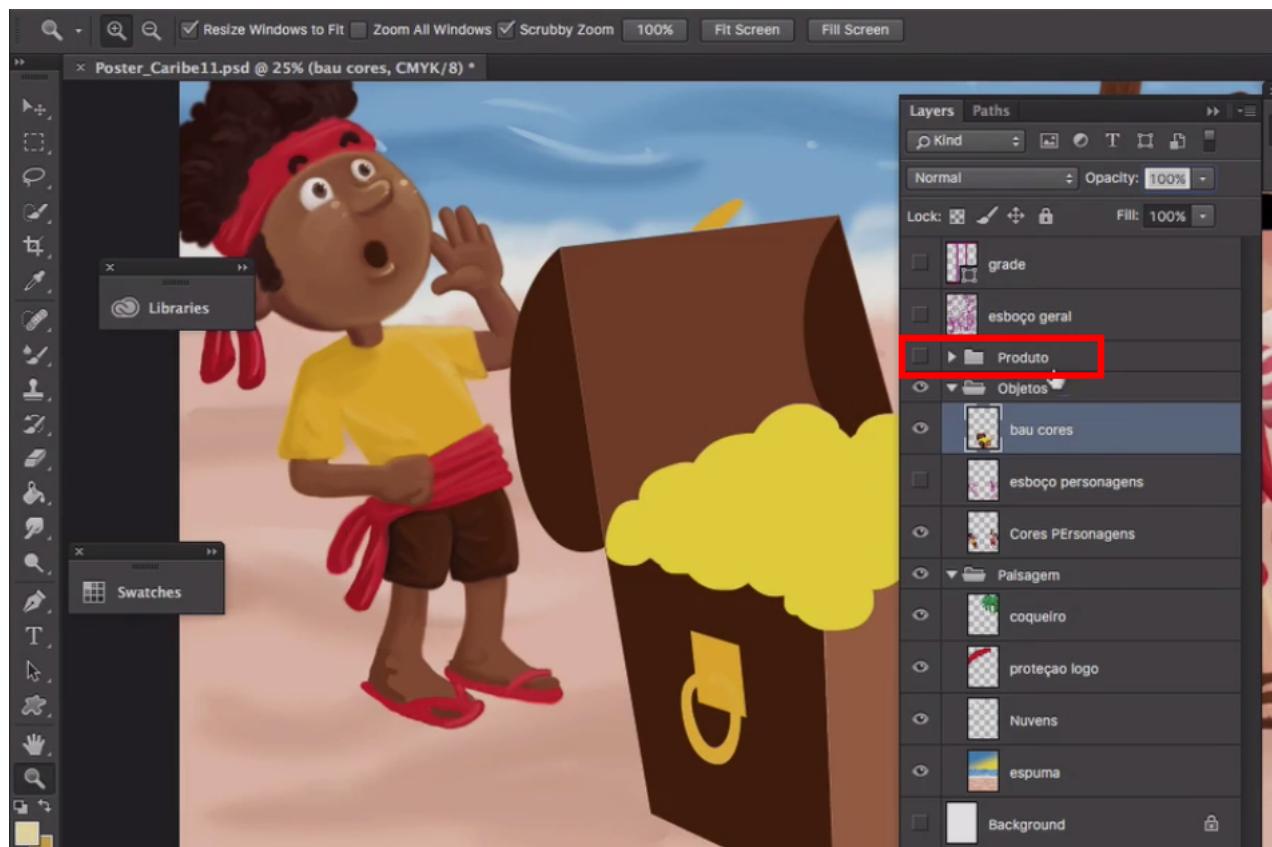 Resize Windows to Fit Zoom All Windows Scrubby Zoom 100% Fit Screen Fill Screen
× Poster_Caribe11.psd @ 25% (bau cores, CMYK/8) *
Layers Paths
Kind
Normal Opacity: 100%
Lock: Fill: 100%
grade
esboço geral
Produto
Objetos
bau cores
esboço personagens
Cores PErsonagens
Paisagem
coqueiro
proteçao logo
Nuvens
espuma
Background
Libraries
Swatches